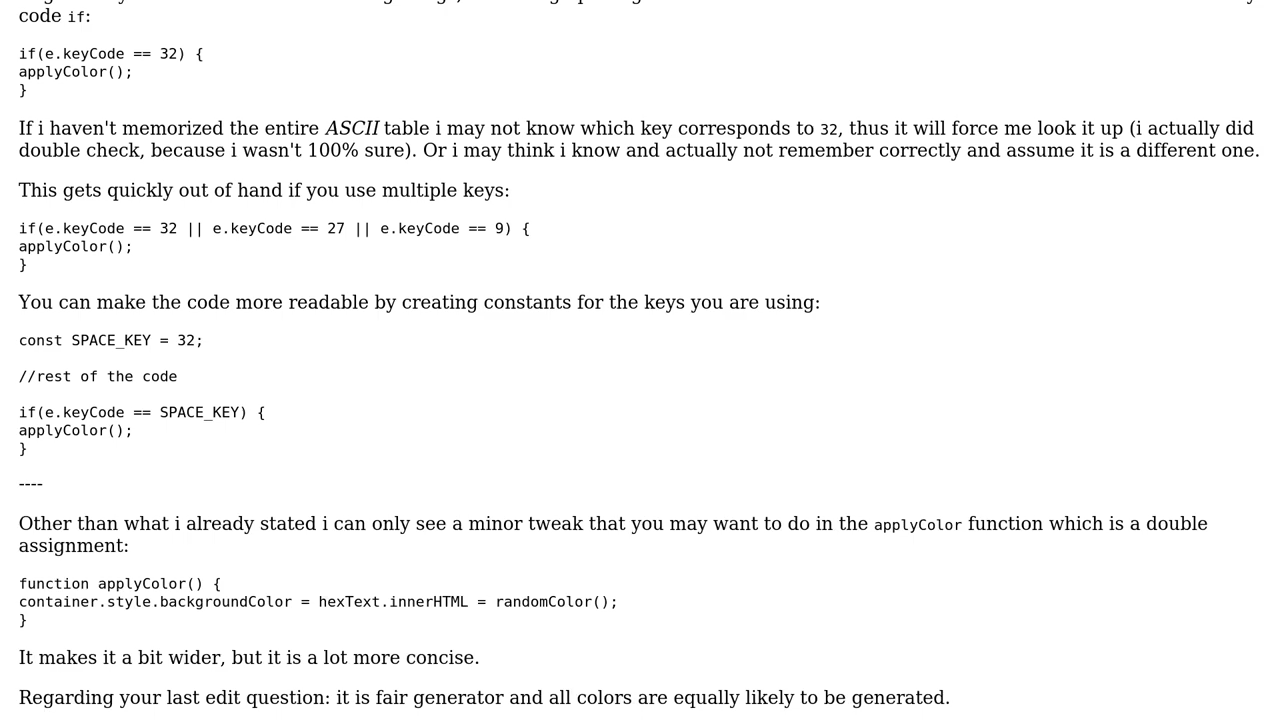 code if:
if(e.keyCode == 32) {
applyColor();
}
If i haven't memorized the entire ASCII table i may not know which key corresponds to 32, thus it will force me look it up (i actually did
double check, because i wasn't 100% sure). Or i may think i know and actually not remember correctly and assume it is a different one.
This gets quickly out of hand if you use multiple keys:
if(e.keyCode == 32 || e.keyCode == 27 || e.keyCode == 9) {
applyColor();
}
You can make the code more readable by creating constants for the keys you are using:
const SPACE_KEY = 32;
//rest of the code
if(e.keyCode == SPACE_KEY) {
applyColor();
}
----
Other than what i already stated i can only see a minor tweak that you may want to do in the applyColor function which is a double
assignment:
function applyColor() {
container.style.backgroundColor = hexText.innerHTML = randomColor();
}
It makes it a bit wider, but it is a lot more concise.
Regarding your last edit question: it is fair generator and all colors are equally likely to be generated.